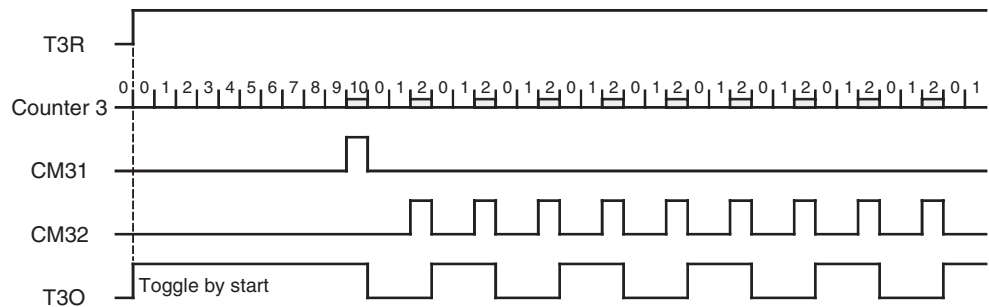 T3R
0 0 1 2 3 4 5 6 7 8 9 10 0 1 2 0 1 2 0 1 2 0 1 2 0 1 2 0 1 2 0 1 2 0 1 2 0 1 2 0 1
Counter 3
CM31
CM32
Toggle by start
T3O